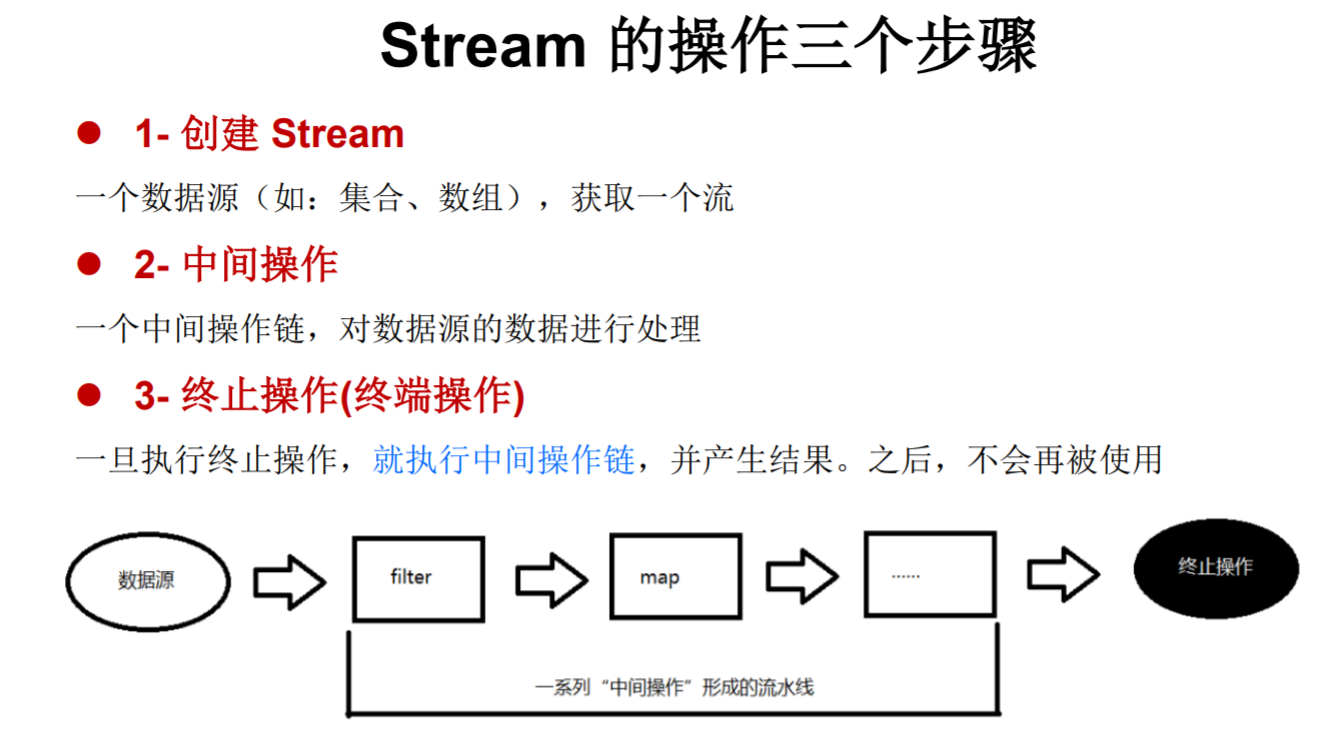 Stream 的操作三个步骤
● 1- 创建 Stream
一个数据源（如：集合、数组），获取一个流
● 2- 中间操作
一个中间操作链，对数据源的数据进行处理
● 3- 终止操作(终端操作)
一旦执行终止操作，就执行中间操作链，并产生结果。之后，不会再被使用
数据源
filter
map
......
终止操作
一系列“中间操作”形成的流水线